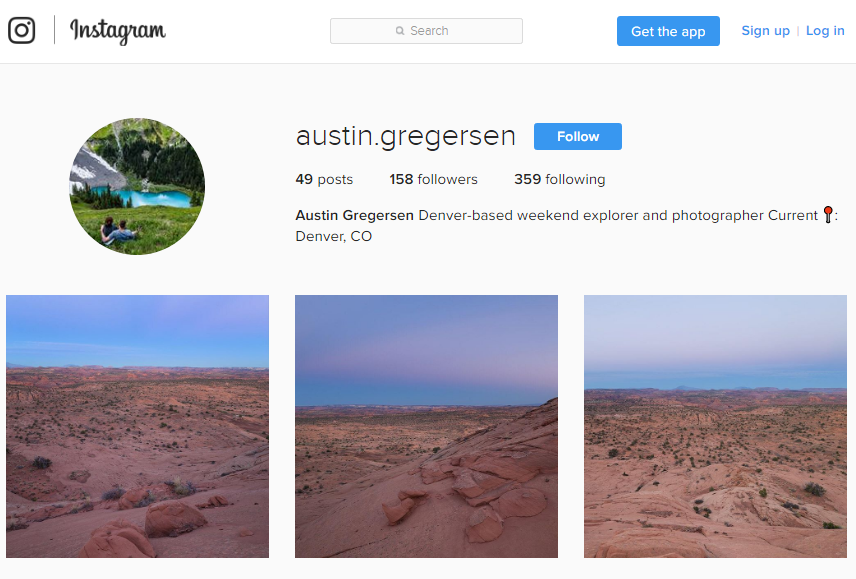 Instagram
Search
Get the app
Sign up | Log in
austin.gregersen
Follow
49 posts 158 followers 359 following
Austin Gregersen Denver-based weekend explorer and photographer Current 📍:
Denver, CO